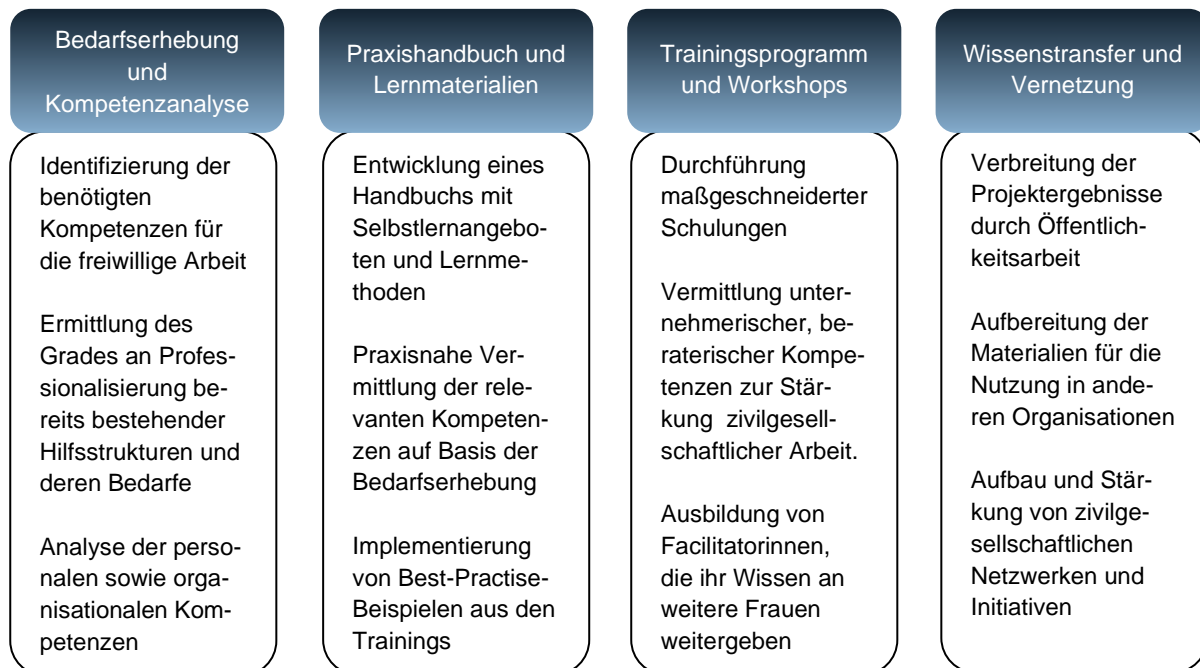 Bedarfserhebung
und
Kompetenzanalyse
Identifizierung der
benötigten
Kompetenzen für
die freiwillige Arbeit
Ermittlung des
Grades an Profes-
sionalisierung be-
reits bestehender
Hilfsstrukturen und
deren Bedarfe
Analyse der perso-
nalen sowie orga-
nisationalen Kom-
petenzen
Praxishandbuch und
Lernmaterialien
Entwicklung eines
Handbuchs mit
Selbstlernangebo-
ten und Lernme-
thoden
Praxisnahe Ver-
mittlung der rele-
vanten Kompeten-
zen auf Basis der
Bedarfserhebung
Implementierung
von Best-Practise-
Beispielen aus den
Trainings
Trainingsprogramm
und Workshops
Durchführung
maßgeschneiderter
Schulungen
Vermittlung unter-
nehmerischer, be-
raterischer Kompe-
tenzen zur Stär-
kung  zivilgesell-
schaftlicher Arbeit.
Ausbildung von
Facilitatorinnen,
die ihr Wissen an
weitere Frauen
weitergeben
Wissenstransfer und
Vernetzung
Verbreitung der
Projektergebnisse
durch Öffentlich-
keitsarbeit
Aufbereitung der
Materialien für die
Nutzung in ande-
ren Organisationen
Aufbau und Stär-
kung von zivilge-
sellschaftlichen
Netzwerken und
Initiativen